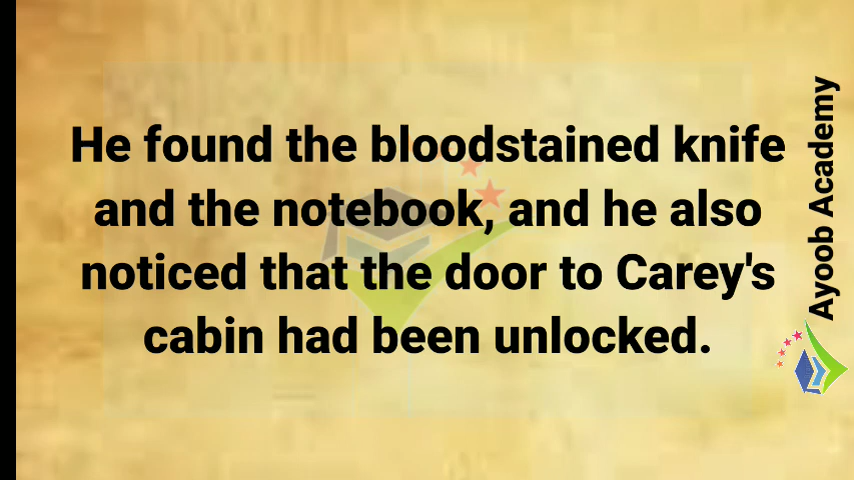 He found the bloodstained knife
and the notebook, and he also
noticed that the door to Carey's
cabin had been unlocked.
Ayoob Academy